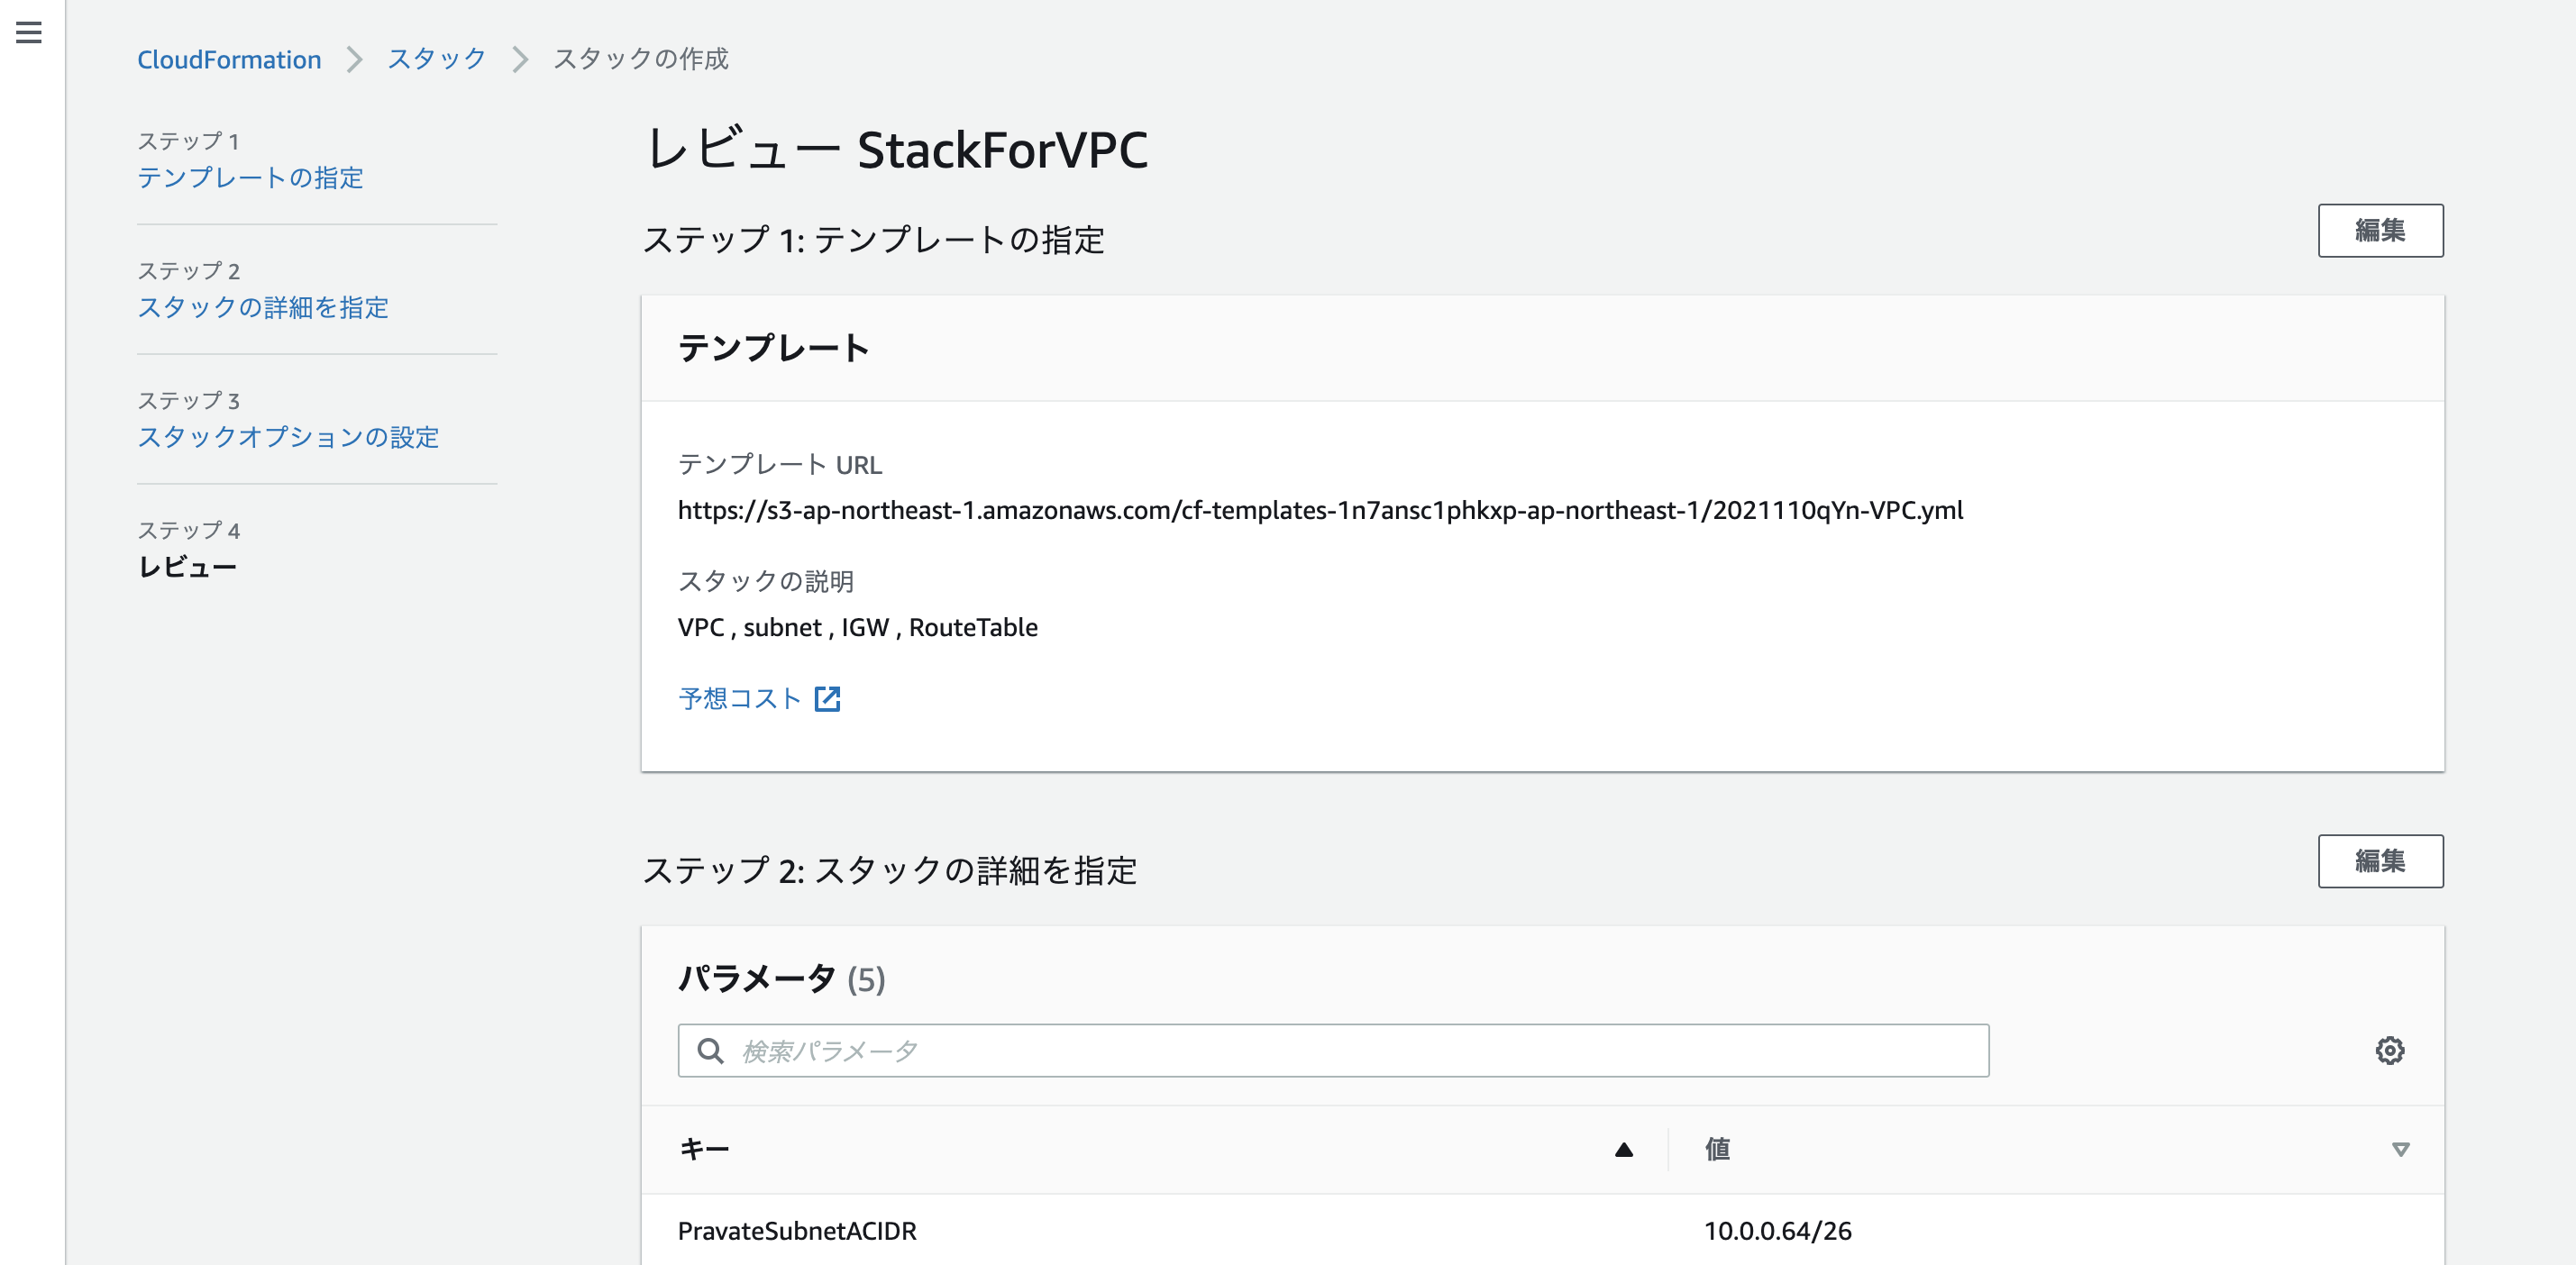 CloudFormation スタック スタックの作成
ステップ 1
テンプレートの指定
ステップ 2
スタックの詳細を指定
ステップ 3
スタックオプションの設定
ステップ 4
レビュー
レビュー StackForVPC
ステップ 1: テンプレートの指定
編集
テンプレート
テンプレート URL
https://s3-ap-northeast-1.amazonaws.com/cf-templates-1n7ansc1phkxp-ap-northeast-1/2021110qYn-VPC.yml
スタックの説明
VPC , subnet , IGW , RouteTable
予想コスト
ステップ 2: スタックの詳細を指定
編集
パラメータ (5)
検索パラメータ
キー 値
PravateSubnetACIDR 10.0.0.64/26